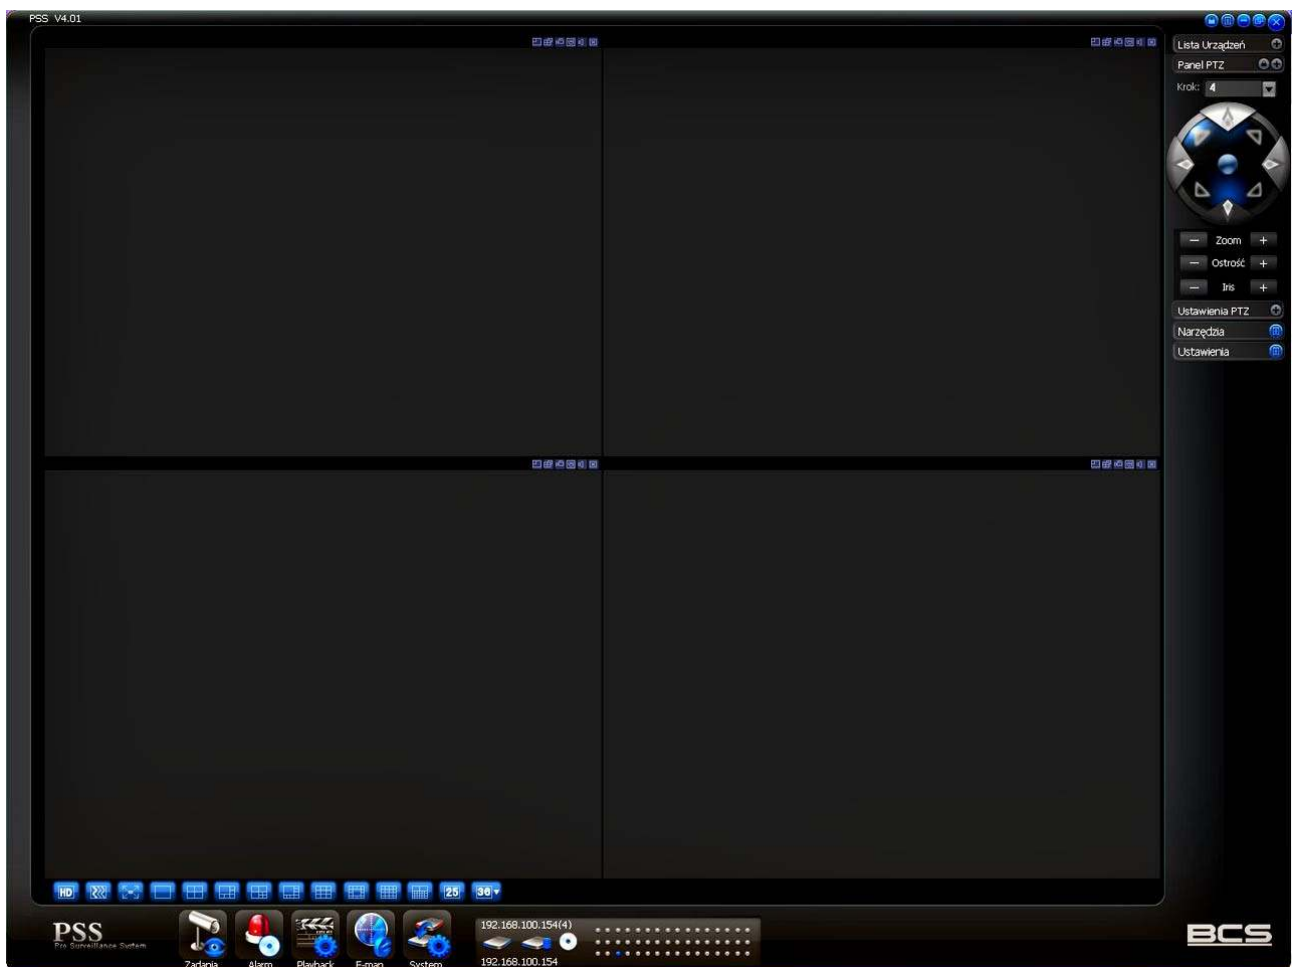 PSS V4.01
Lista Urządzeń
Panel PTZ
Krok: 4
Zoom
Ostrość
Iris
Ustawienia PTZ
Narzędzia
Ustawienia
HD
25
36
PSS
Pro Surveillance System
Zadania
Alarm
Playback
E-map
System
192.168.100.154(4)
192.168.100.154
BCS